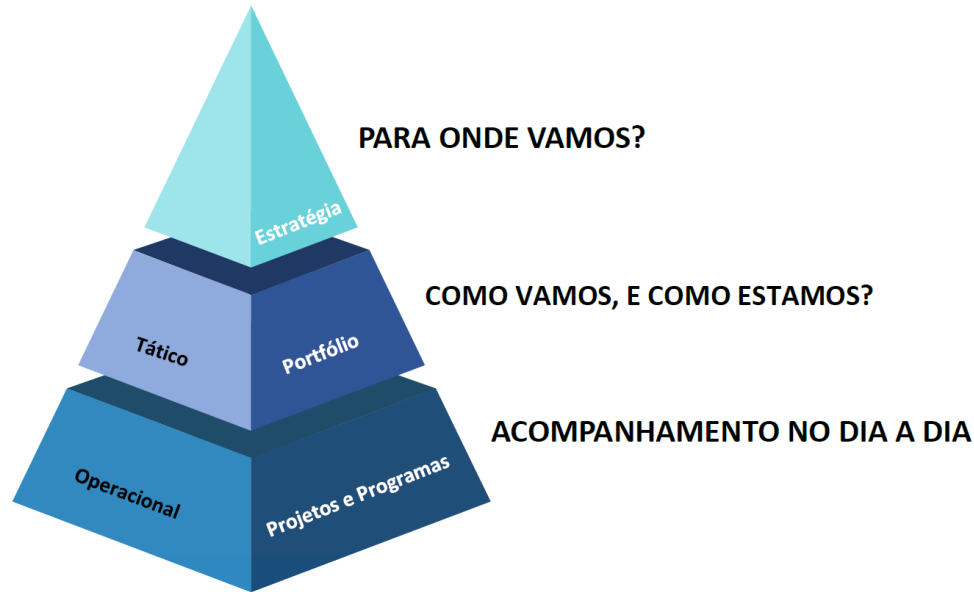 PARA ONDE VAMOS?
Estratégia
COMO VAMOS, E COMO ESTAMOS?
Tático
Portfólio
ACOMPANHAMENTO NO DIA A DIA
Operacional
Projetos e Programas